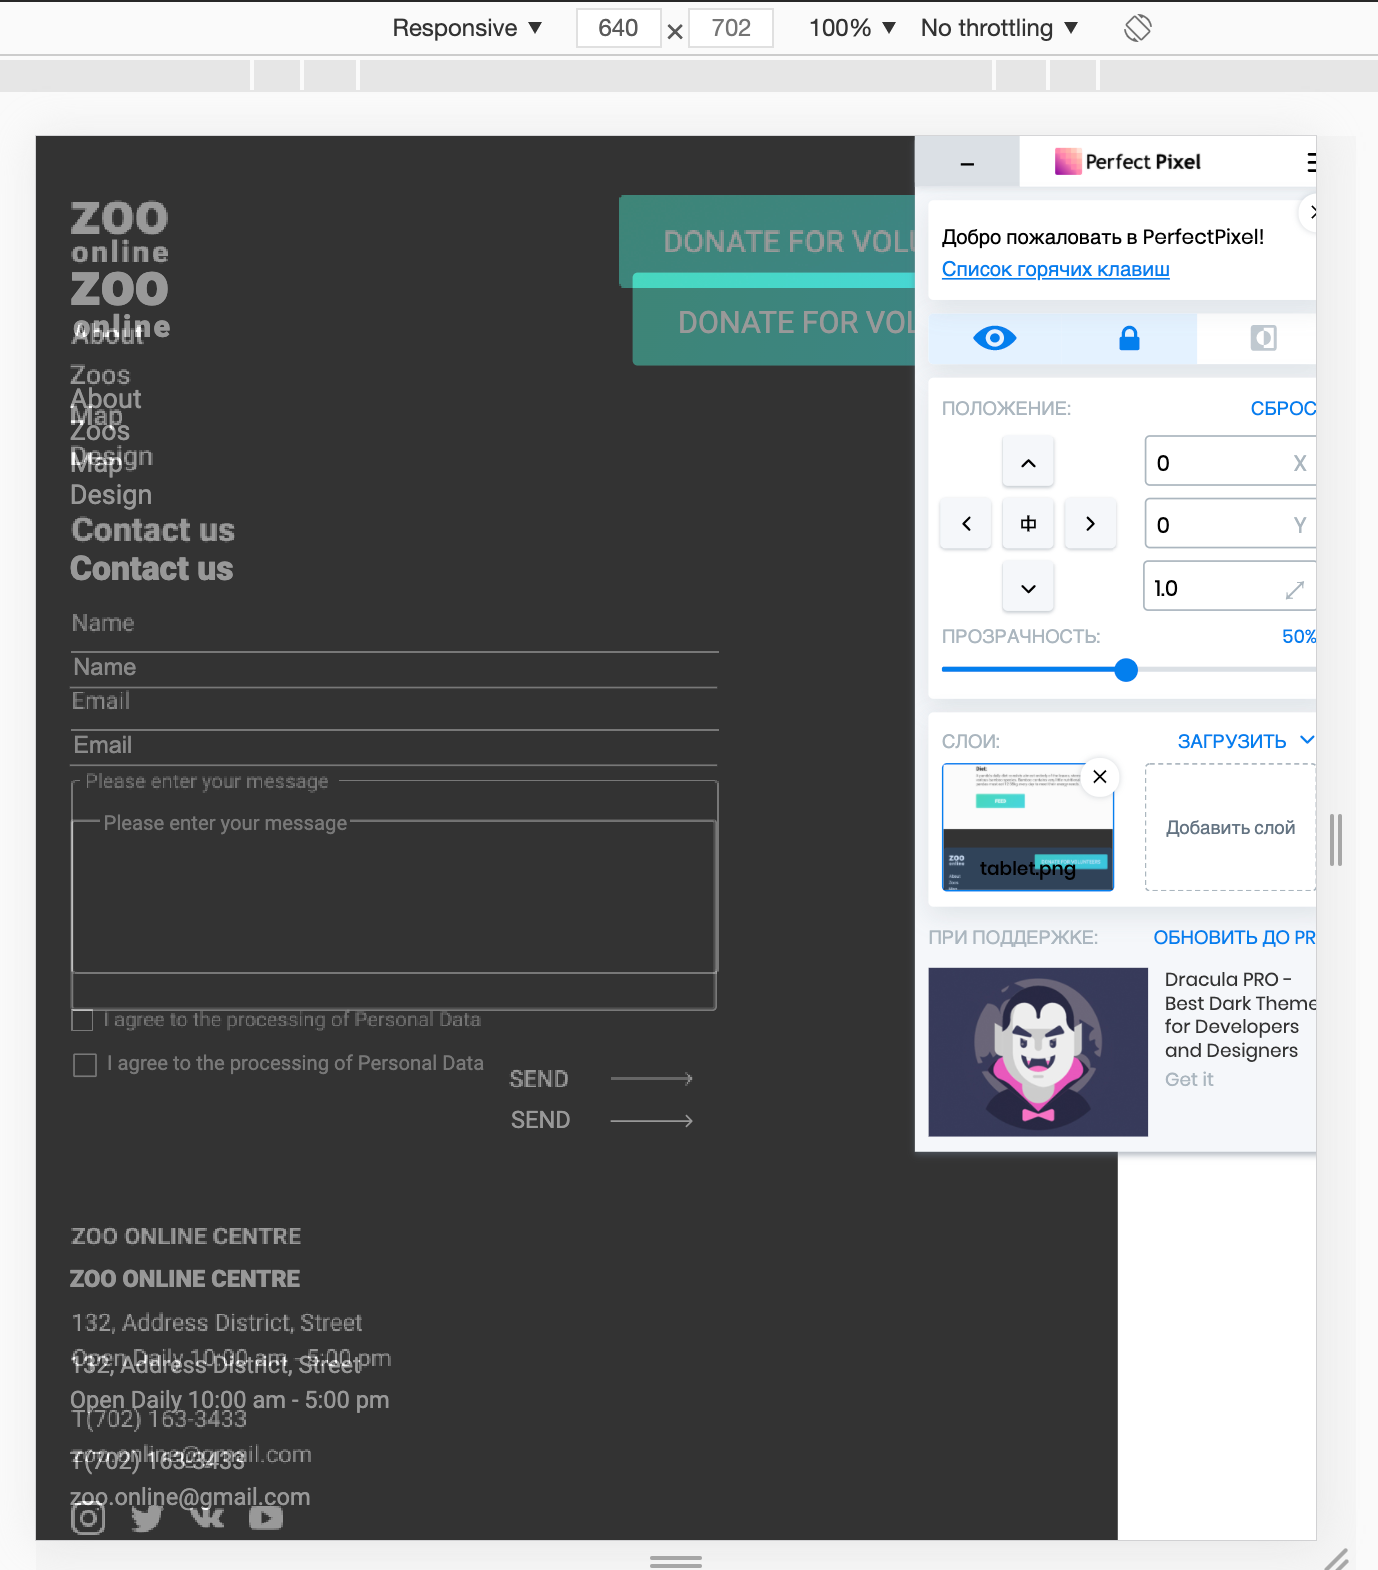 Responsive ▼ 640 × 702 100% ▼ No throttling ▼
Perfect Pixel
Добро пожаловать в PerfectPixel!
Список горячих клавиш
ПОЛОЖЕНИЕ: СБРОС
0 X
0 Y
1.0
ПРОЗРАЧНОСТЬ: 50%
СЛОИ: ЗАГРУЗИТЬ
tablet.png
Добавить слой
ПРИ ПОДДЕРЖКЕ: ОБНОВИТЬ ДО PR
Dracula PRO -
Best Dark Theme
for Developers
and Designers
Get it
ZOO
online
ZOO
online
DONATE FOR VOLU
DONATE FOR VOL
About
Zoos
About
Map
Zoos
Design
Map
Design
Contact us
Contact us
Name
Name
Email
Email
Please enter your message
Please enter your message
I agree to the processing of Personal Data
I agree to the processing of Personal Data
SEND
SEND
ZOO ONLINE CENTRE
ZOO ONLINE CENTRE
132, Address District, Street
Open Daily 10:00 am - 5:00 pm
132, Address District, Street
Open Daily 10:00 am - 5:00 pm
T(702) 163-3433
zoo.online@gmail.com
T(702) 163-3433
zoo.online@gmail.com